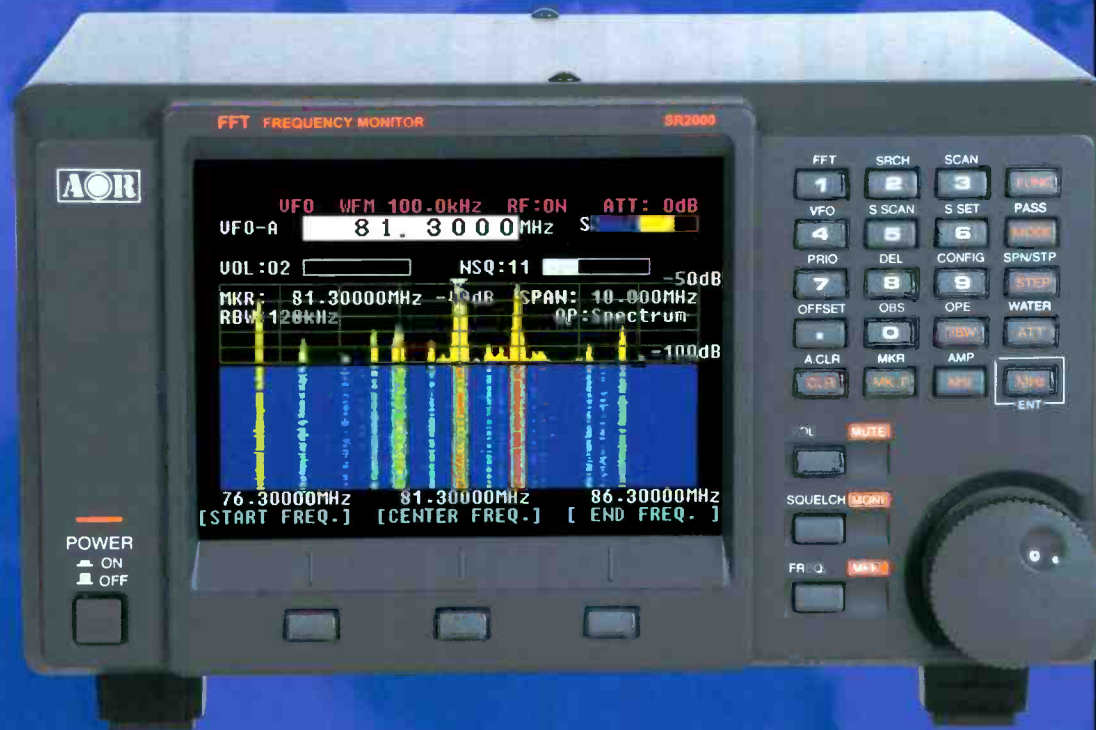 FFT FREQUENCY MONITOR SR2000
AOR
VFO WFM 100.0kHz RF:ON ATT: 0dB
VFO-A 81. 3000MHz S
VOL:02 NSQ:11
-50dB
MKR: 81.30000MHz SPAN: 10.000MHz
RBW:128kHz OP:Spectrum
-100dB
76.30000MHz 81.30000MHz 86.30000MHz
[START FREQ.] [CENTER FREQ.] [ END FREQ. ]
POWER
ON
OFF
FFT SRCH SCAN
1 2 3 FUNC
VFO S SCAN S SET PASS
4 5 6 MODE
PRIO DEL CONFIG SPN/STP
7 8 9 STEP
OFFSET OBS OPE WATER
. 0 RBW ATT
A.CLR MKR AMP
CLR
ENT
MUTE
SQUELCH MONI